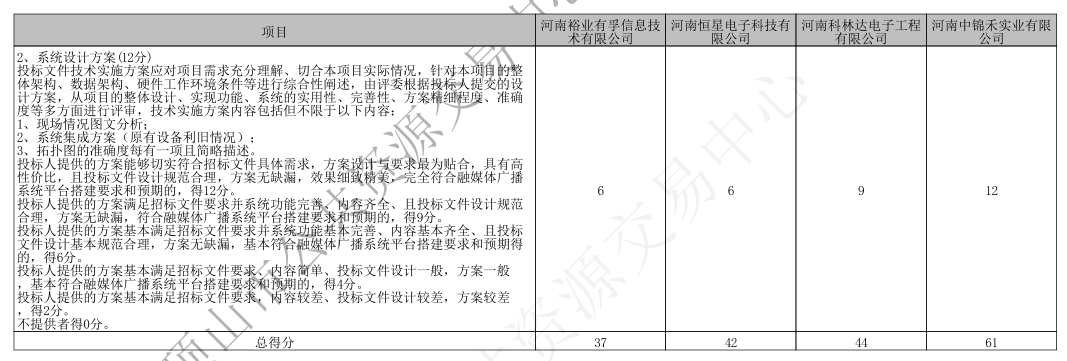 项目
河南裕业有孚信息技
术有限公司
河南恒星电子科技有
限公司
河南科林达电子工程
有限公司
河南中锦禾实业有限
公司
2、系统设计方案(12分)
投标文件技术实施方案应对项目需求充分理解、切合本项目实际情况，针对本项目的整
体架构、数据架构、硬件工作环境条件等进行综合性阐述，由评委根据投标人提交的设
计方案，从项目的整体设计、实现功能、系统的实用性、完善性、方案精细程度、准确
度等多方面进行评审，技术实施方案内容包括但不限于以下内容：
1、现场情况图文分析；
2、系统集成方案（原有设备利旧情况）；
3、拓扑图的准确度每有一项且简略描述。
投标人提供的方案能够切实符合招标文件具体需求，方案设计与要求最为贴合，具有高
性价比，且投标文件设计规范合理，方案无缺漏，效果细致精美，完全符合融媒体广播
系统平台搭建要求和预期的，得12分。
投标人提供的方案满足招标文件要求并系统功能完善、内容齐全、且投标文件设计规范
合理，方案无缺漏，符合融媒体广播系统平台搭建要求和预期的，得9分。
投标人提供的方案基本满足招标文件要求并系统功能基本完善、内容基本齐全、且投标
文件设计基本规范合理，方案无缺漏，基本符合融媒体广播系统平台搭建要求和预期得
的，得6分。
投标人提供的方案基本满足招标文件要求，内容简单、投标文件设计一般，方案一般
，基本符合融媒体广播系统平台搭建要求和预期的，得4分。
投标人提供的方案基本满足招标文件要求，内容较差、投标文件设计较差，方案较差
，得2分。
不提供者得0分。
6
6
9
12
总得分
37
42
44
61
顶山市公共资源交易中心
资源交易中心